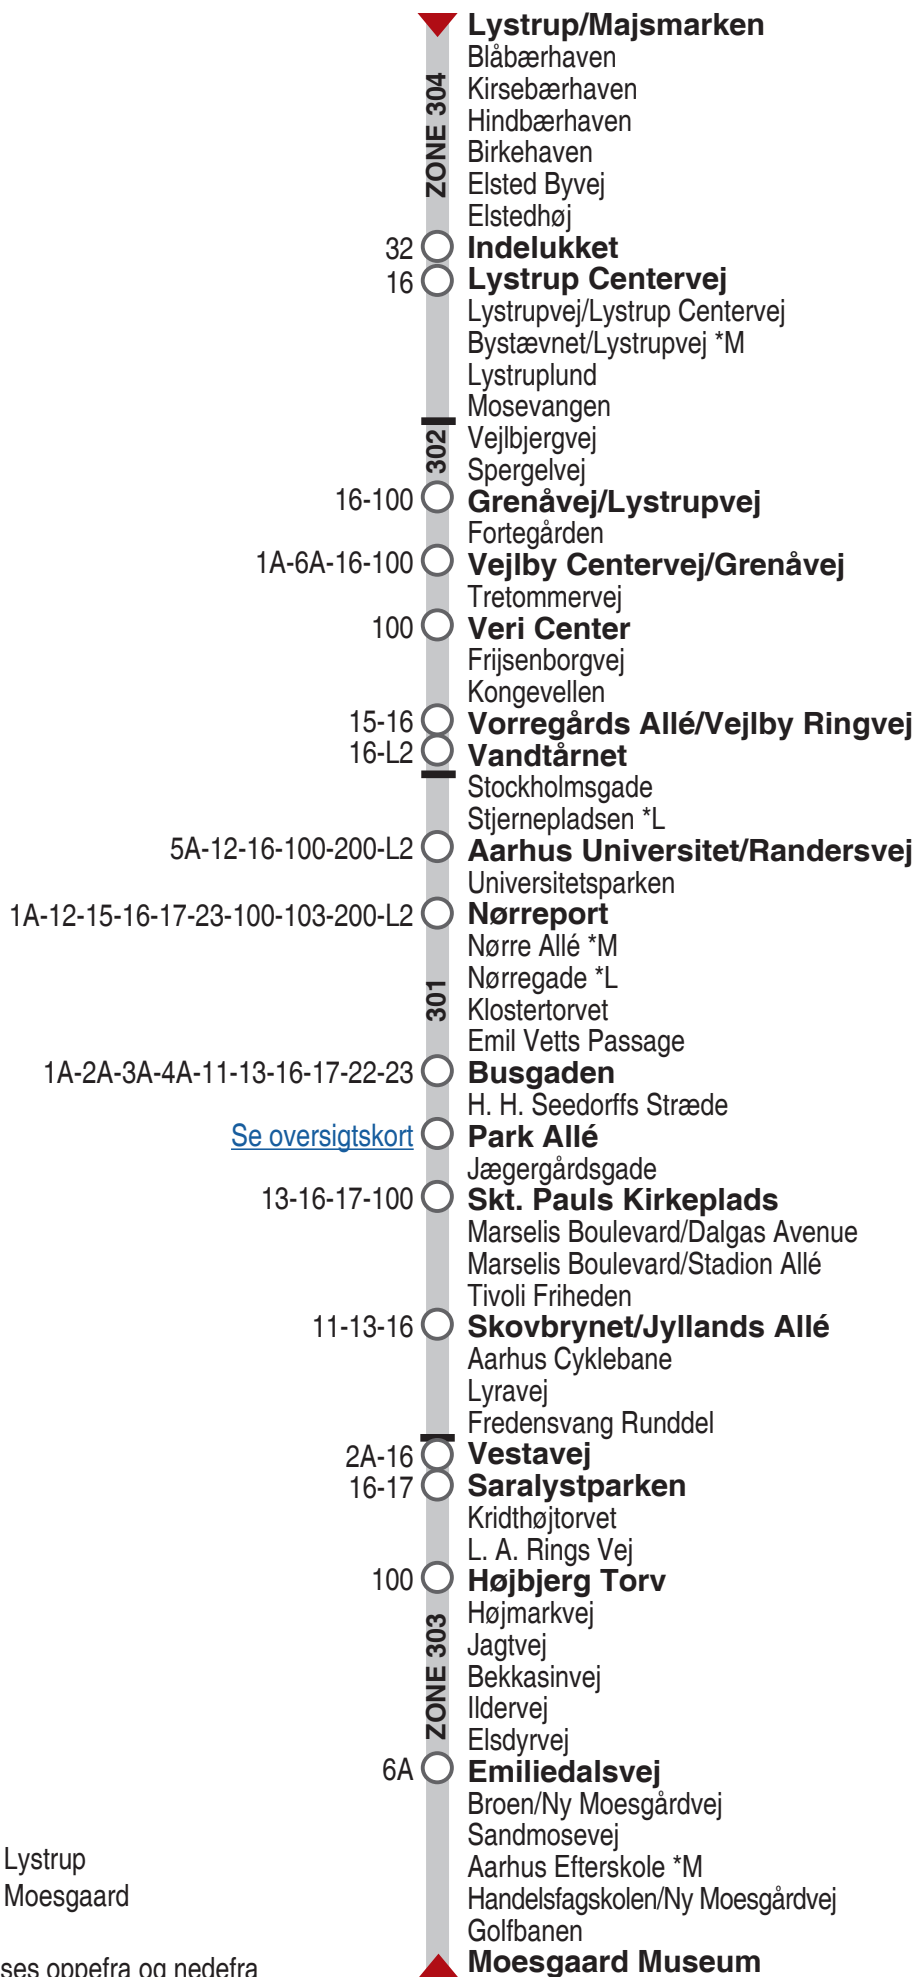 Lystrup/Majsmarken
Blåbærhaven
ZONE 304
Kirsebærhaven
Hindbærhaven
Birkehaven
Elsted Byvej
Elstedhøj
32 Indelukket
16 Lystrup Centervej
Lystrupvej/Lystrup Centervej
Bystævnet/Lystrupvej *M
Lystruplund
Mosevangen
302
Vejlbjergvej
Spergelvej
16-100 Grenåvej/Lystrupvej
Fortegården
1A-6A-16-100 Vejlby Centervej/Grenåvej
Tretommervej
100 Veri Center
Frijsenborgvej
Kongevellen
15-16 Vorregårds Allé/Vejlby Ringvej
16-L2 Vandtårnet
Stockholmsgade
Stjernepladsen *L
5A-12-16-100-200-L2 Aarhus Universitet/Randersvej
Universitetsparken
1A-12-15-16-17-23-100-103-200-L2 Nørreport
Nørre Allé *M
Nørregade *L
301
Klostertorvet
Emil Vetts Passage
1A-2A-3A-4A-11-13-16-17-22-23 Busgaden
H. H. Seedorffs Stræde
Se oversigtskort Park Allé
Jægergårdsgade
13-16-17-100 Skt. Pauls Kirkeplads
Marselis Boulevard/Dalgas Avenue
Marselis Boulevard/Stadion Allé
Tivoli Friheden
11-13-16 Skovbrynet/Jyllands Allé
Aarhus Cyklebane
Lyravej
Fredensvang Runddel
2A-16 Vestavej
16-17 Saralystparken
Kridthøjtorvet
L. A. Rings Vej
100 Højbjerg Torv
ZONE 303
Højmarkvej
Jagtvej
Bekkasinvej
Ildervej
Elsdyrvej
6A Emiliedalsvej
Broen/Ny Moesgårdvej
Sandmosevej
Lystrup
Aarhus Efterskole *M
Moesgaard
Handelsfagskolen/Ny Moesgårdvej
Golfbanen
Moesgaard Museum
ses oppefra og nedefra